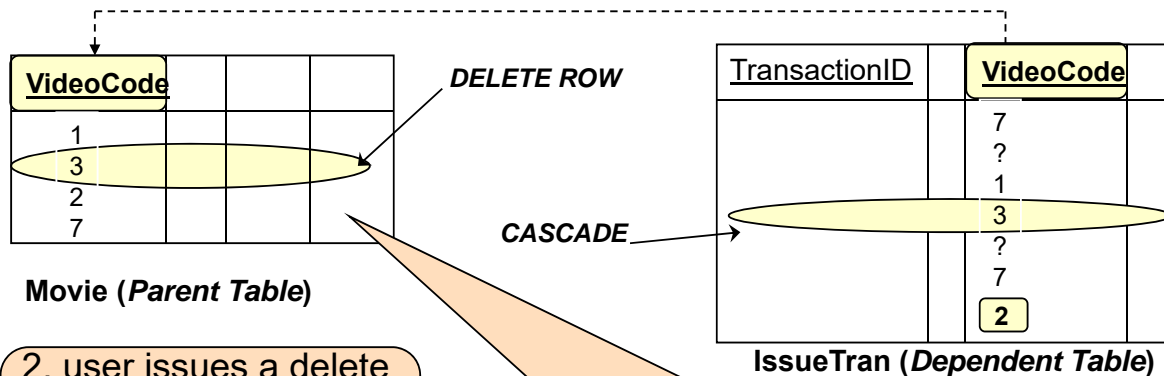 VideoCode
1
3
2
7
Movie (Parent Table)
DELETE ROW
CASCADE
TransactionID VideoCode
7
?
1
3
?
7
2
IssueTran (Dependent Table)
2. user issues a delete